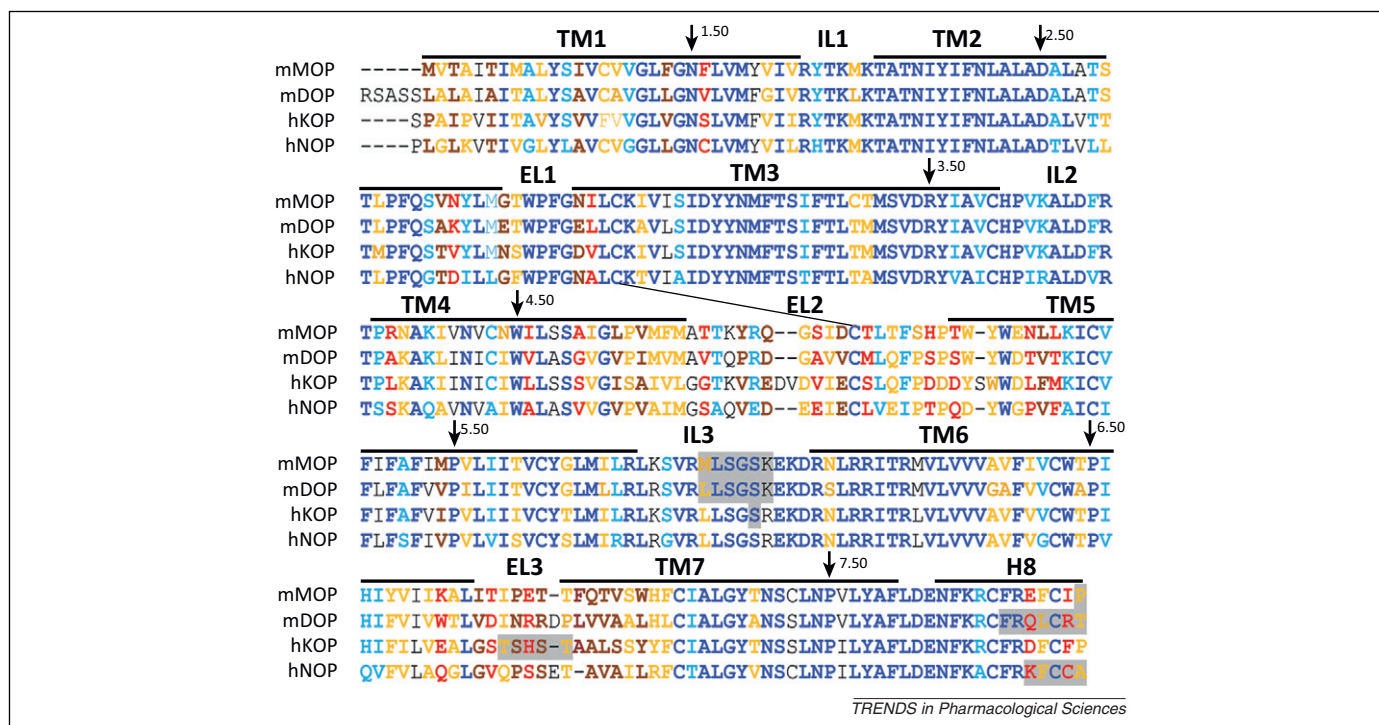 TM1 1.50 IL1 TM2 2.50
mMOP -----MVTAITIMALYSIVCVVGLFGNFLVMYVIVRYTKMKTATNIYIFNLALADALATS
mDOP RSASSLALAIAITALYSAVCAVGLLGNVLVMFGIVRYTKLKTATNIYIFNLALADALATS
hKOP ----SPAIPVIITAVYSVVFVVGLVGNSLVMFVIIRYTKMKTATNIYIFNLALADALVTT
hNOP ----PLGLKVTIVGLYLAVCVGGLLGNCLVMYVILRHTKMKTATNIYIFNLALADTLVLL
EL1 TM3 3.50 IL2
mMOP TLPFQSVNYLMGTWPFGNILCKIVISIDYYNMFTSIFTLCTMSVDRYIAVCHPVKALDFR
mDOP TLPFQSAKYLMETWPFGELLCKAVLSIDYYNMFTSIFTLTMMSVDRYIAVCHPVKALDFR
hKOP TMPFQSTVYLMNSWPFGDVLCKIVISIDYYNMFTSIFTLTMMSVDRYIAVCHPVKALDFR
hNOP TLPFQGTDILLGFWPFGNALCKTVIAIDYYNMFTSTFTLTAMSVDRYVAICHPIRALDVR
TM4 4.50 EL2 TM5
mMOP TPRNAKIVNVCNWILSSAIGLPVMFMATTKYRQ--GSIDCTLTFSHPTW-YWENLLKICV
mDOP TPAKAKLINICIWVLASGVGVPIMVMAVTQPRD--GAVVCMLQFPSPSW-YWDTVTKICV
hKOP TPLKAKIINICIWLLSSSVGISAIVLGGTKVREDVDVIECSLQFPDDDYSWWDLFMKICV
hNOP TSSKAQAVNVAIWALASVVGVPVAIMGSAQVED--EEIECLVEIPTPQD-YWGPVFAICI
5.50 IL3 TM6 6.50
mMOP FIFAFIMPVLIITVCYGLMILRLKSVRMLSGSKEKDRNLRRITRMVLVVVAVFIVCWTPI
mDOP FLFAFVVPILIITVCYGLMLLRLRSVRLLSGSKEKDRSLRRITRMVLVVVGAFVVCWAPI
hKOP FIFAFVIPVLIIIVCYTLMILRLKSVRLLSGSREKDRNLRRITRLVLVVVAVFVVCWTPI
hNOP FLFSFIVPVLVISVCYSLMIRRLRGVRLLSGSREKDRNLRRITRLVLVVVAVFVGCWTPV
EL3 TM7 7.50 H8
mMOP HIYVIIKALITIPET-TFQTVSWHFCIALGYTNSCLNPVLYAFLDENFKRCFREFCIP
mDOP HIFVIVWTLVDINRRDPLVVAALHLCIALGYANSSLNPVLYAFLDENFKRCFRQLCRT
hKOP HIFILVEALGSTSHS-TAALSSYYFCIALGYTNSSLNPILYAFLDENFKRCFRDFCFP
hNOP QVFVLAQGLGVQPSSET-AVAILRFCTALGYVNSCLNPILYAFLDENFKACFRKFCCA
TRENDS in Pharmacological Sciences